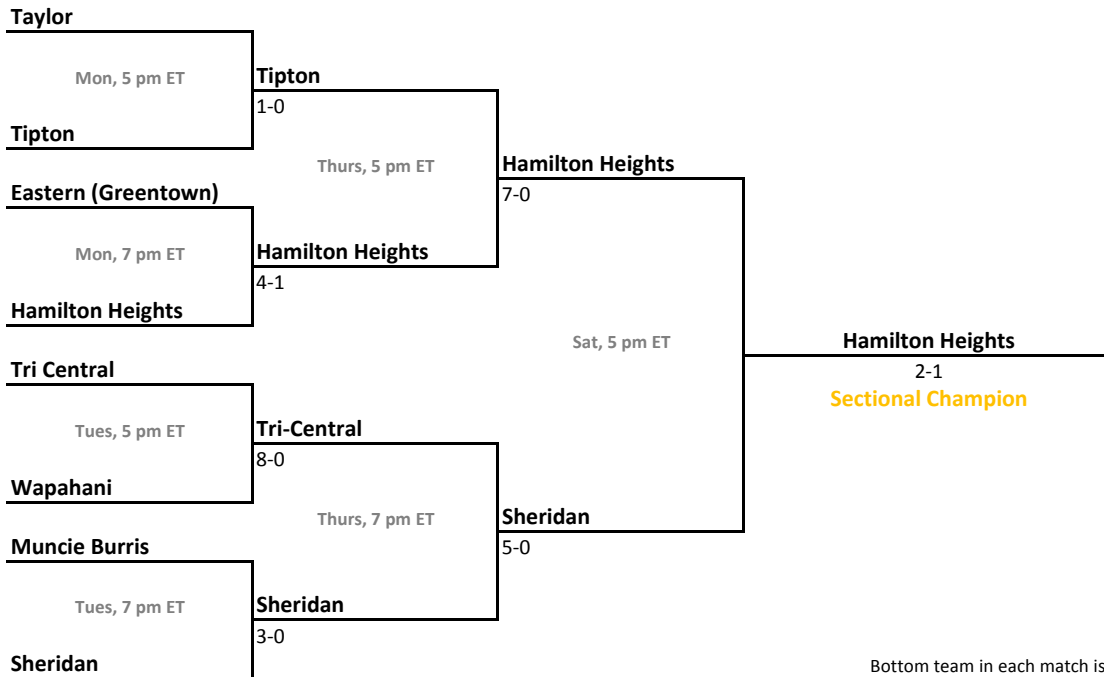 Taylor
Mon, 5 pm ET
Tipton
1-0
Tipton
Thurs, 5 pm ET
Hamilton Heights
7-0
Eastern (Greentown)
Mon, 7 pm ET
Hamilton Heights
4-1
Hamilton Heights
Sat, 5 pm ET
Hamilton Heights
2-1
Sectional Champion
Tri Central
Tues, 5 pm ET
Tri-Central
8-0
Wapahani
Thurs, 7 pm ET
Sheridan
5-0
Muncie Burris
Tues, 7 pm ET
Sheridan
3-0
Sheridan
Bottom team in each match is